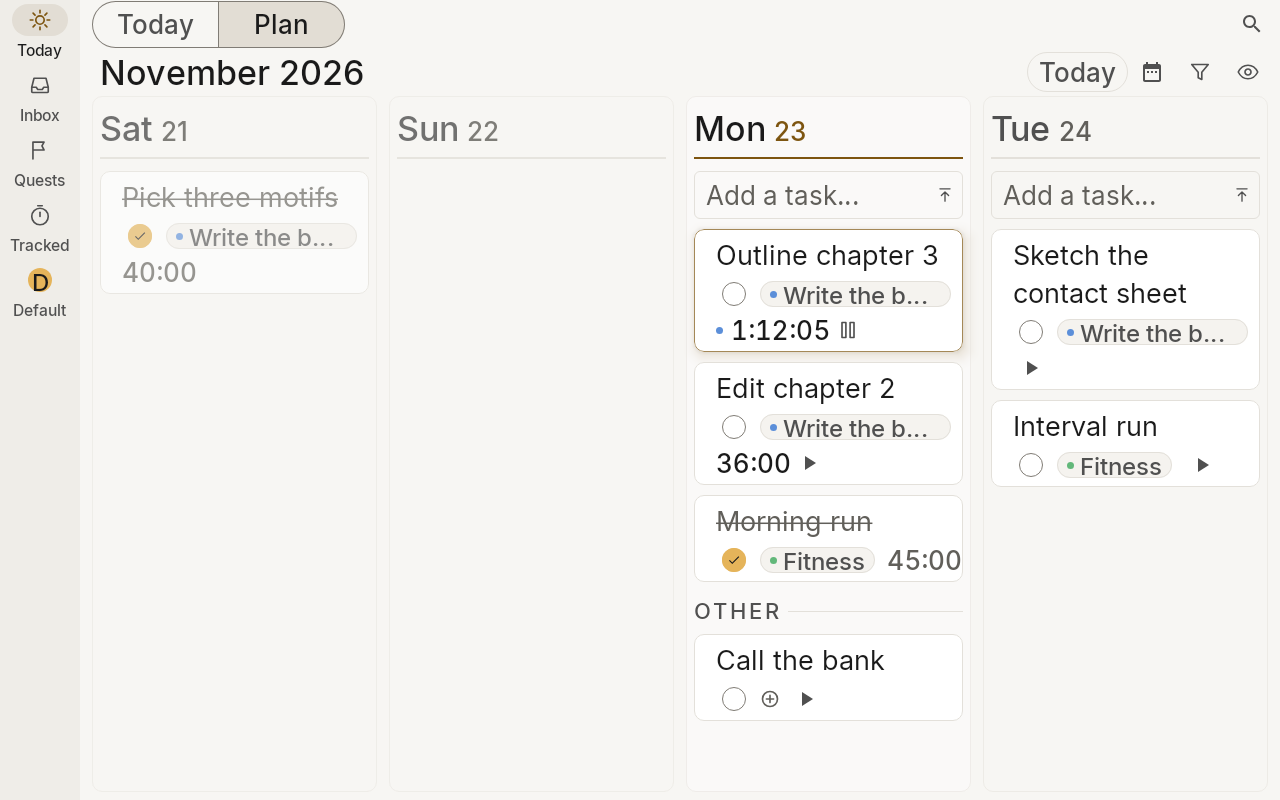 Today
Inbox
Quests
Tracked
D
Default
Today Plan
November 2026
Today
Sat 21
Pick three motifs
Write the b...
40:00
Sun 22
Mon 23
Add a task...
Outline chapter 3
Write the b...
1:12:05
Edit chapter 2
Write the b...
36:00
Morning run
Fitness 45:00
OTHER
Call the bank
Tue 24
Add a task...
Sketch the
contact sheet
Write the b...
Interval run
Fitness